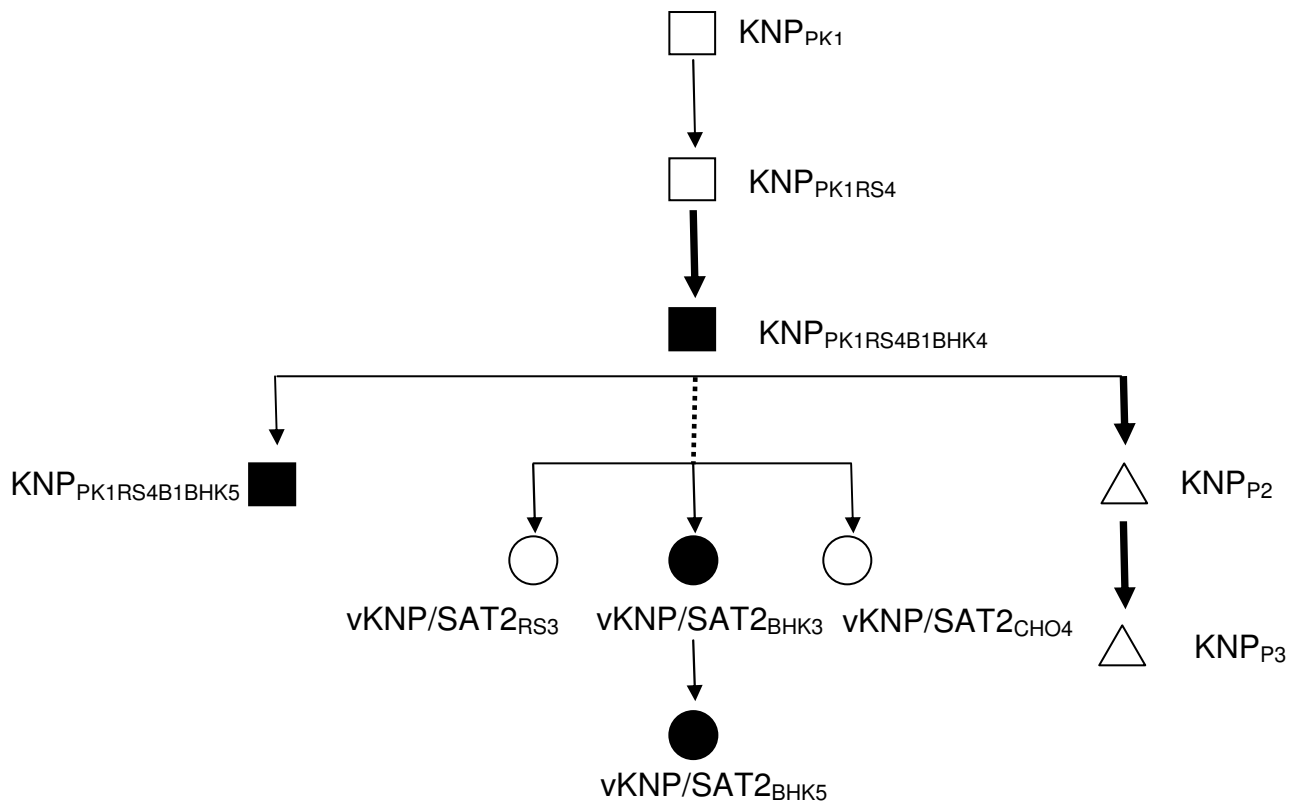 KNPPK1
KNPPK1RS4
KNPPK1RS4B1BHK4
KNPPK1RS4B1BHK5
KNPP2
vKNP/SAT2RS3
vKNP/SAT2BHK3
vKNP/SAT2CHO4
KNPP3
vKNP/SAT2BHK5